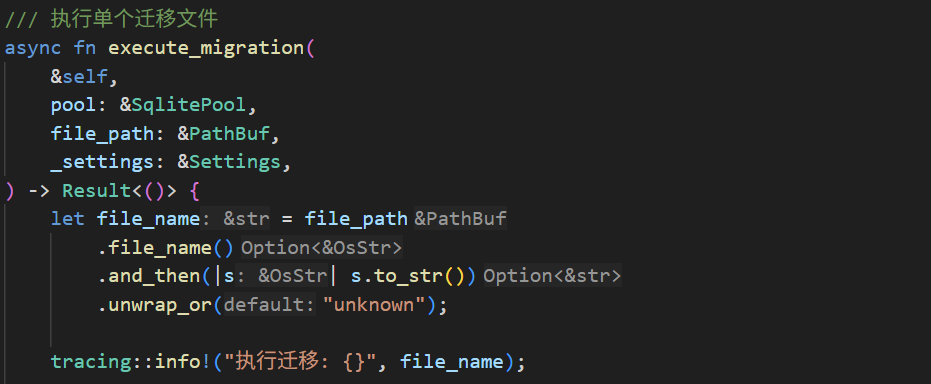 /// 执行单个迁移文件
async fn execute_migration(
    &self,
    pool: &SqlitePool,
    file_path: &PathBuf,
    _settings: &Settings,
) -> Result<()> {
    let file_name: &str = file_path &PathBuf
        .file_name() Option<&OsStr>
        .and_then(|s: &OsStr| s.to_str()) Option<&str>
        .unwrap_or(default: "unknown");
    tracing::info!("执行迁移: {}", file_name);